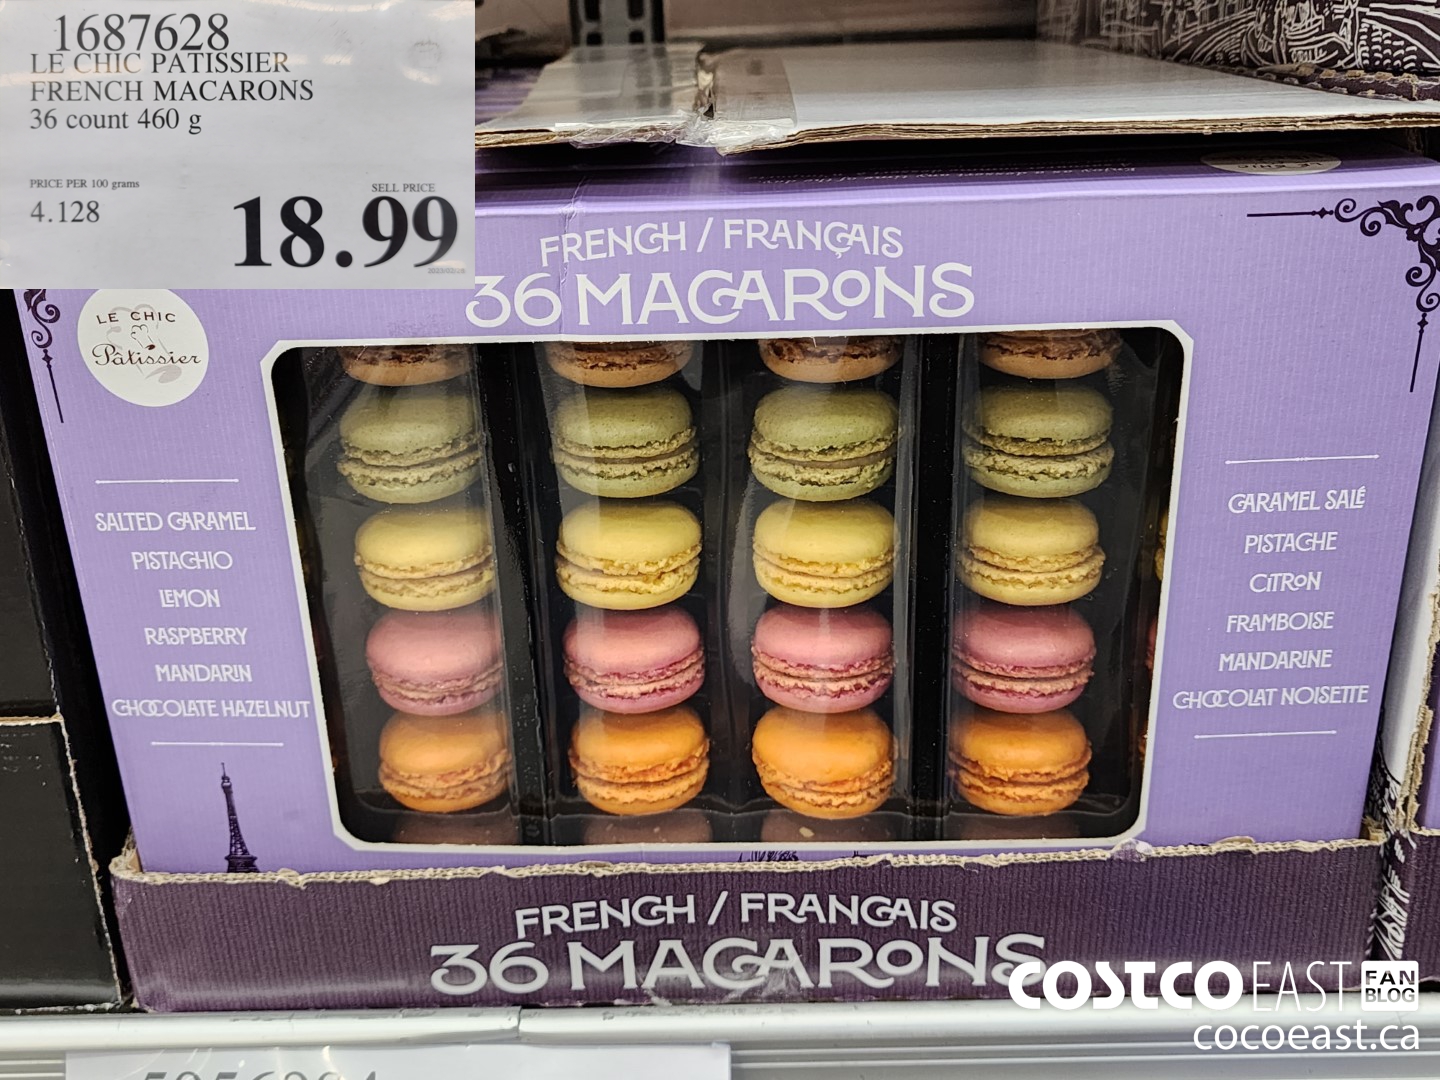 1687628
LE CHIC PATISSIER
FRENCH MACARONS
36 count 460 g
PRICE PER 100 grams
4.128
SELL PRICE
18.99
LE CHIC
Pâtissier
FRENCH / FRANÇAIS
36 MACARONS
SALTED CARAMEL
PISTACHIO
LEMON
RASPBERRY
MANDARIN
CHOCOLATE HAZELNUT
CARAMEL SALÉ
PISTACHE
CITRON
FRAMBOISE
MANDARINE
CHOCOLAT NOISETTE
FRENCH / FRANCAIS
36 MACARONS
COSTCO EAST FAN BLOG
cocoeast.ca